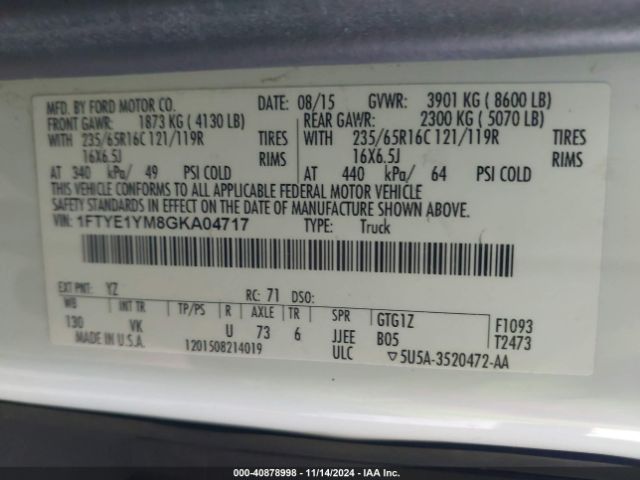 MFD. BY FORD MOTOR CO. DATE: 08/15 GVWR: 3901 KG ( 8600 LB)
FRONT GAWR: 1873 KG ( 4130 LB) REAR GAWR: 2300 KG ( 5070 LB)
WITH 235/65R16C 121/119R TIRES WITH 235/65R16C 121/119R TIRES
16X6.5J RIMS 16X6.5J RIMS
AT 340 kPa/ 49 PSI COLD AT 440 kPa/ 64 PSI COLD
THIS VEHICLE CONFORMS TO ALL APPLICABLE FEDERAL MOTOR VEHICLE
SAFETY STANDARDS IN EFFECT ON THE DATE OF MANUFACTURE SHOWN ABOVE.
VIN: 1FTYE1YM8GKA04717 TYPE: Truck
EXT PNT: YZ RC: 71 DSO:
WB INT TR TP/PS R AXLE TR SPR GTG1Z F1093
130 VK U 73 6 JJEE B05 T2473
MADE IN U.S.A. 1201508214019 ULC ▽5U5A-3520472-AA
000-40878998 - 11/14/2024 - IAA Inc.